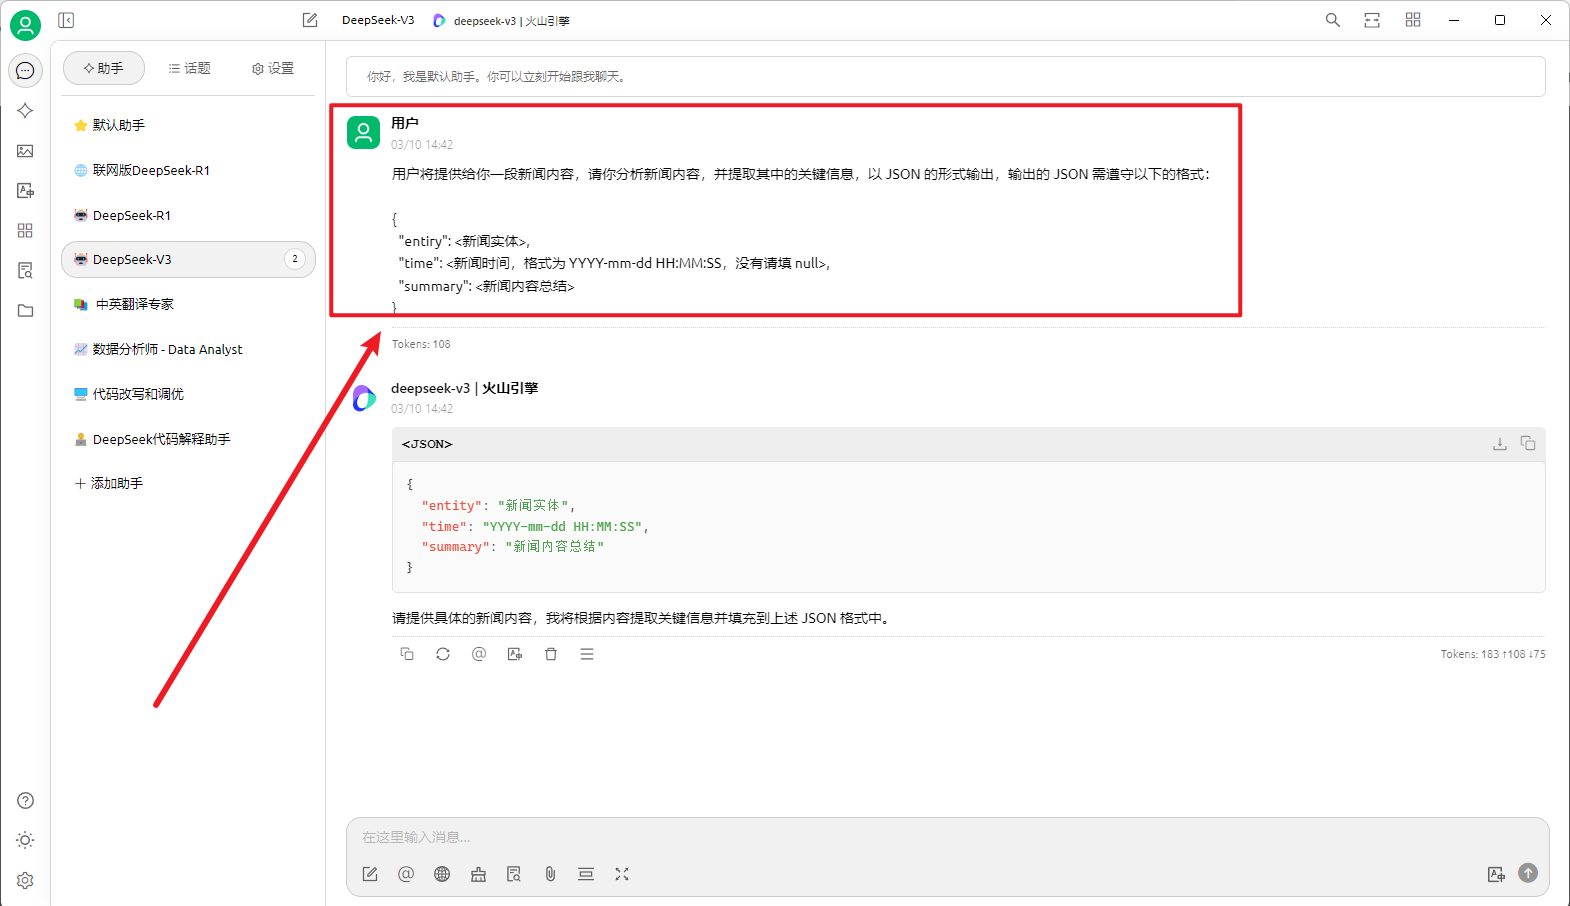 DeepSeek-V3
deepseek-v3 | 火山引擎
助手
话题
设置
默认助手
联网版DeepSeek-R1
DeepSeek-R1
DeepSeek-V3
2
中英翻译专家
数据分析师 - Data Analyst
代码改写和调优
DeepSeek代码解释助手
添加助手
你好，我是默认助手。你可以立刻开始跟我聊天。
用户
03/10 14:42
用户将提供给你一段新闻内容，请你分析新闻内容，并提取其中的关键信息，以 JSON 的形式输出，输出的 JSON 需遵守以下的格式：
{
"entiry": <新闻实体>,
"time": <新闻时间，格式为 YYYY-mm-dd HH:MM:SS，没有请填 null>,
"summary": <新闻内容总结>
}
Tokens: 108
deepseek-v3 | 火山引擎
03/10 14:42
<JSON>
{
"entity": "新闻实体",
"time": "YYYY-mm-dd HH:MM:SS",
"summary": "新闻内容总结"
}
请提供具体的新闻内容，我将根据内容提取关键信息并填充到上述 JSON 格式中。
Tokens: 183 ↑108 ↓75
在这里输入消息...